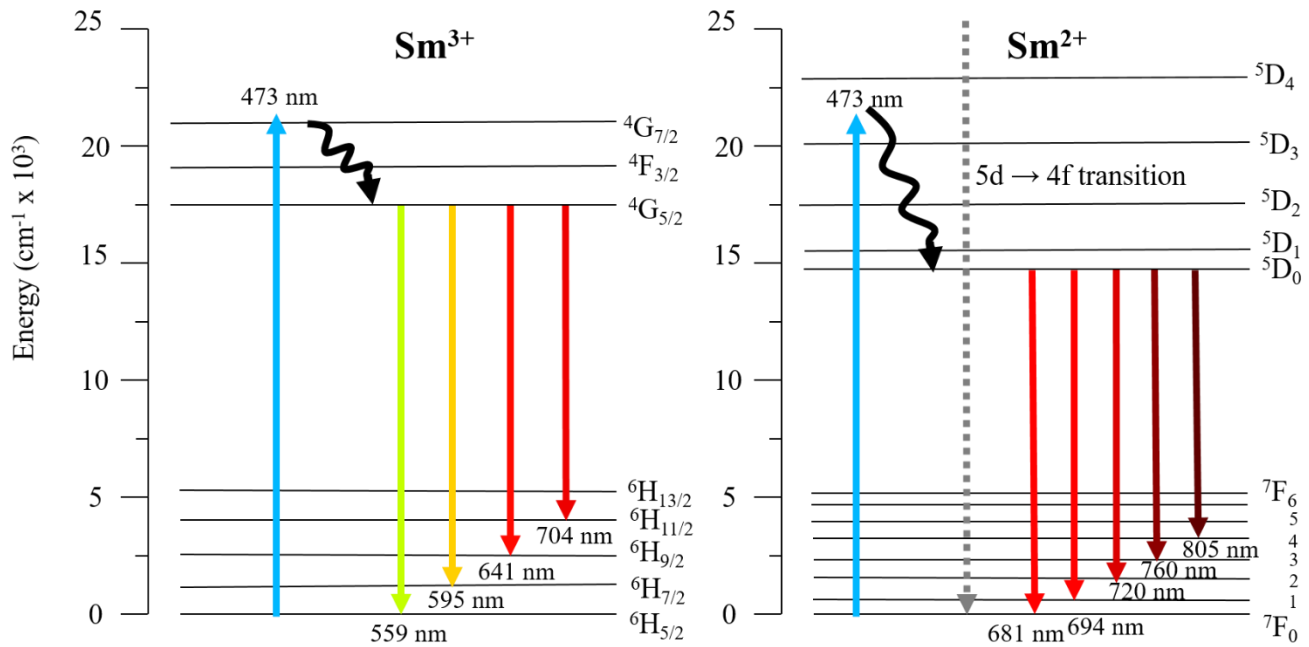 Energy (cm⁻¹ x 10³)
25
20
15
10
5
0
Sm³⁺
473 nm
⁴G₇/₂
⁴F₃/₂
⁴G₅/₂
⁶H₁₃/₂
⁶H₁₁/₂
704 nm
⁶H₉/₂
641 nm
⁶H₇/₂
595 nm
⁶H₅/₂
559 nm
25
20
15
10
5
0
Sm²⁺
⁵D₄
473 nm
⁵D₃
5d → 4f transition
⁵D₂
⁵D₁
⁵D₀
⁷F₆
5
4
805 nm
3
760 nm
2
720 nm
1
694 nm
681 nm
⁷F₀